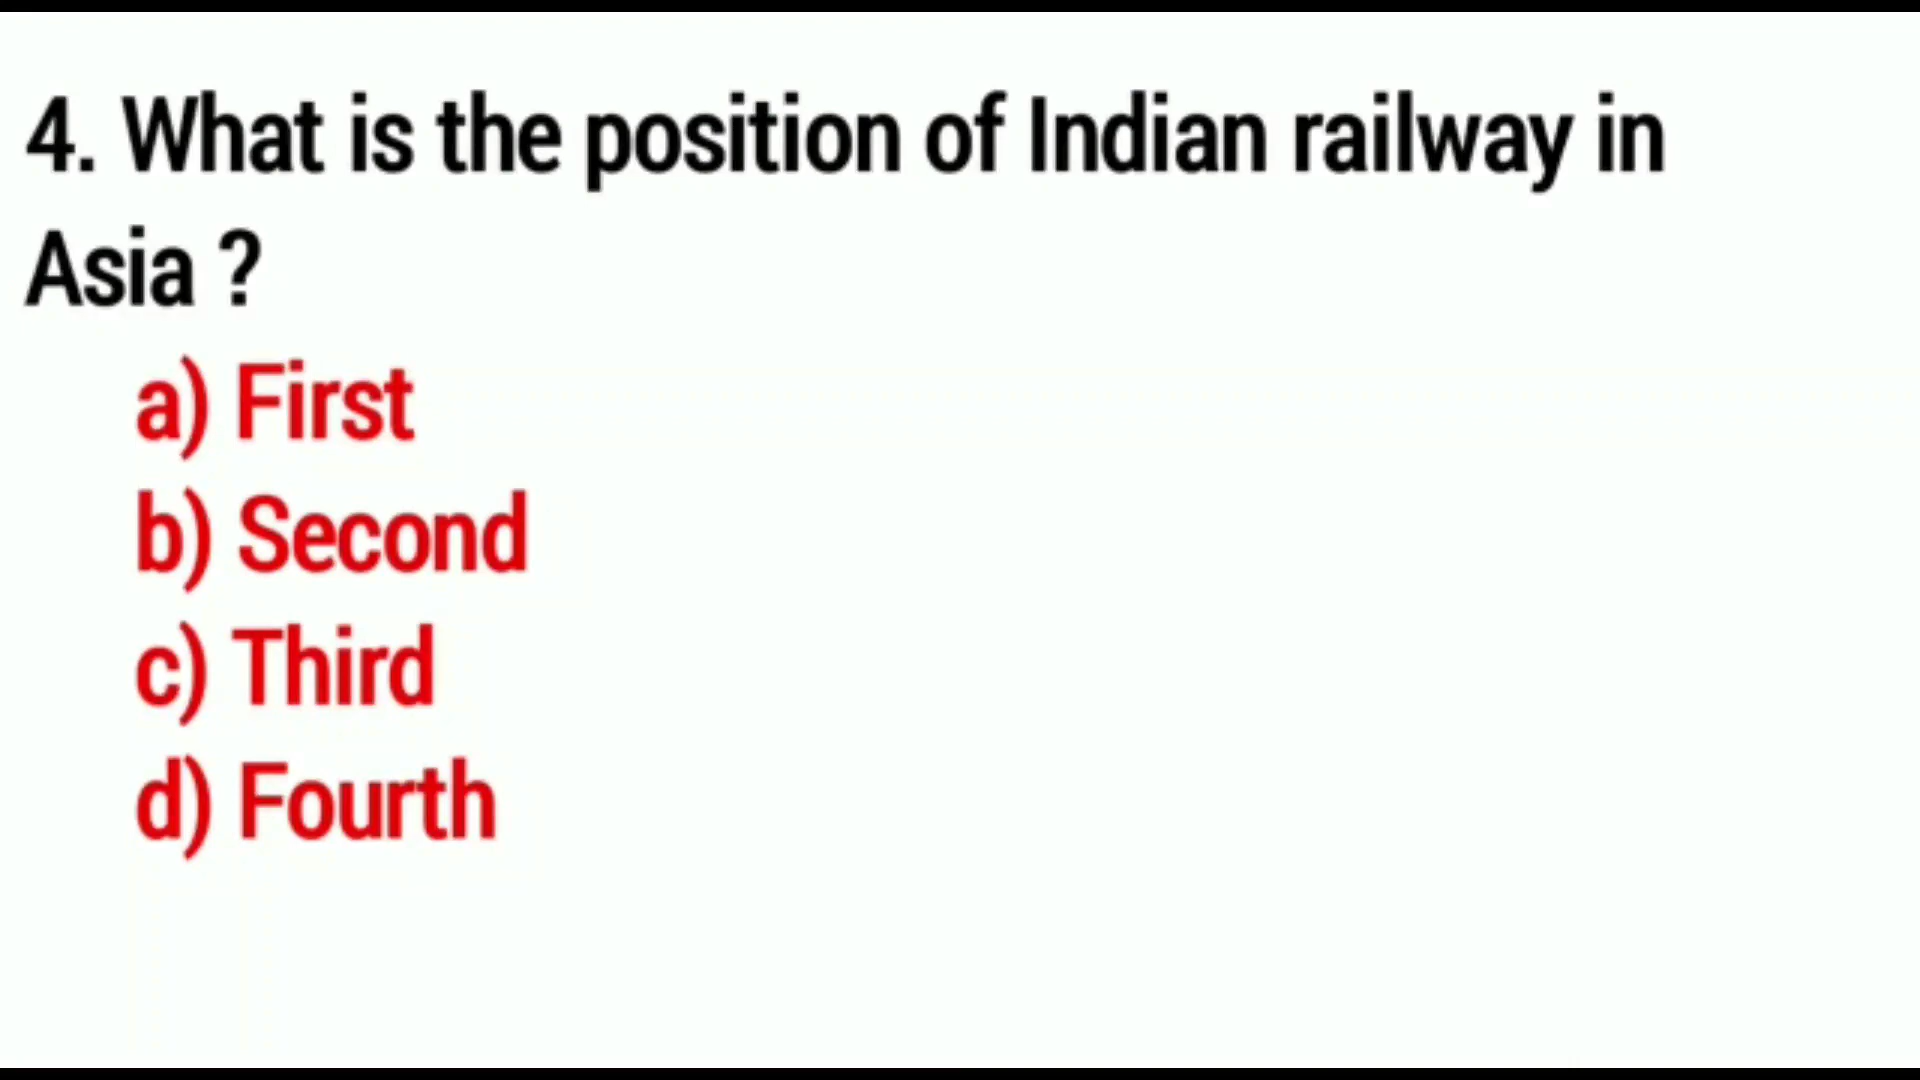 4. What is the position of Indian railway in
Asia ?
a) First
b) Second
c) Third
d) Fourth